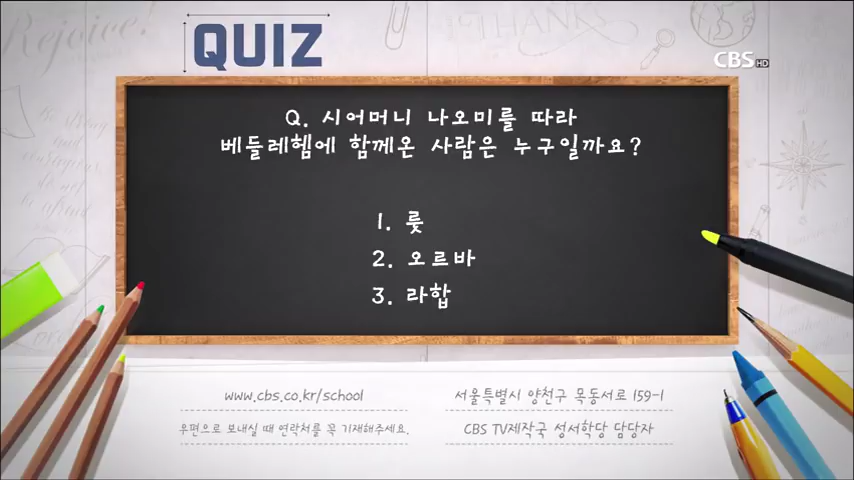 Rejoice!
THANKS
QUIZ
CBS HD
Q. 시어머니 나오미를 따라
베들레헴에 함께온 사람은 누구일까요?
1. 룻
2. 오르바
3. 라합
www.cbs.co.kr/school
우편으로 보내실 때 연락처를 꼭 기재해주세요.
서울특별시 양천구 목동서로 159-1
CBS TV제작국 성서학당 담당자